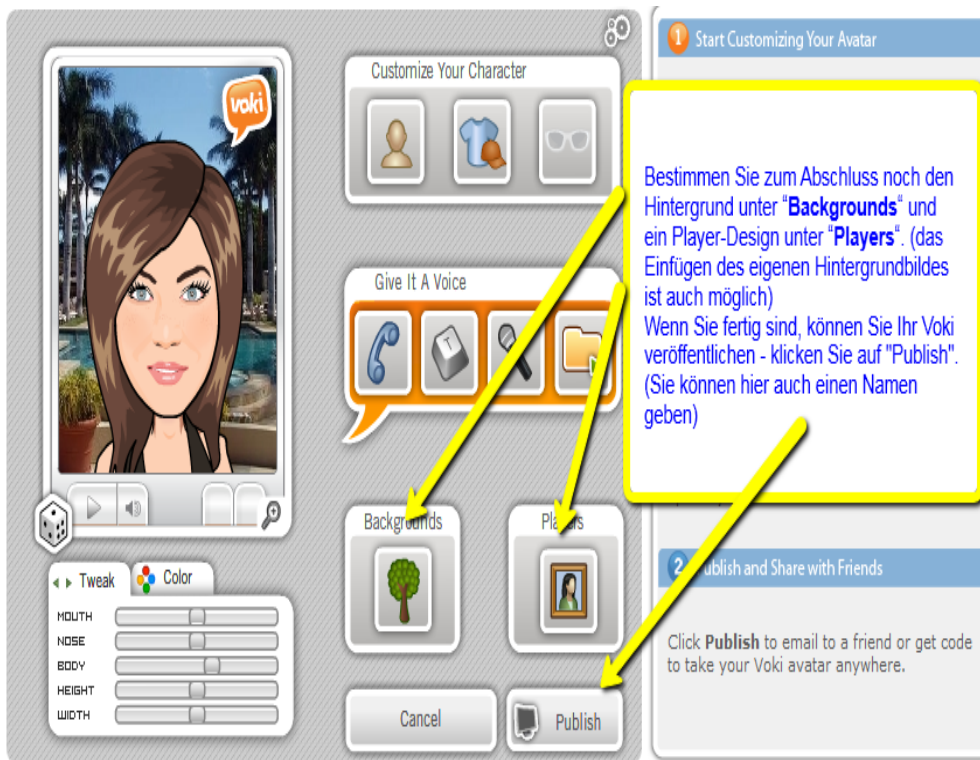 voki
Customize Your Character
Give It A Voice
T
Backgrounds
Players
Tweak
Color
MOUTH
NOSE
BODY
HEIGHT
WIDTH
Cancel
Publish
1 Start Customizing Your Avatar
Bestimmen Sie zum Abschluss noch den
Hintergrund unter “Backgrounds“ und
ein Player-Design unter “Players“. (das
Einfügen des eigenen Hintergrundbildes
ist auch möglich)
Wenn Sie fertig sind, können Sie Ihr Voki
veröffentlichen - klicken Sie auf "Publish".
(Sie können hier auch einen Namen
geben)
2 Publish and Share with Friends
Click Publish to email to a friend or get code
to take your Voki avatar anywhere.